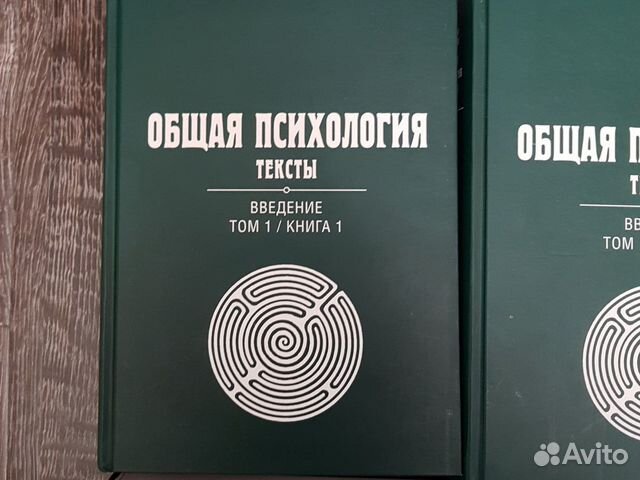 ОБЩАЯ ПСИХОЛОГИЯ
ТЕКСТЫ
ВВЕДЕНИЕ
ТОМ 1 / КНИГА 1
ОБЩАЯ
ТОМ
Avito